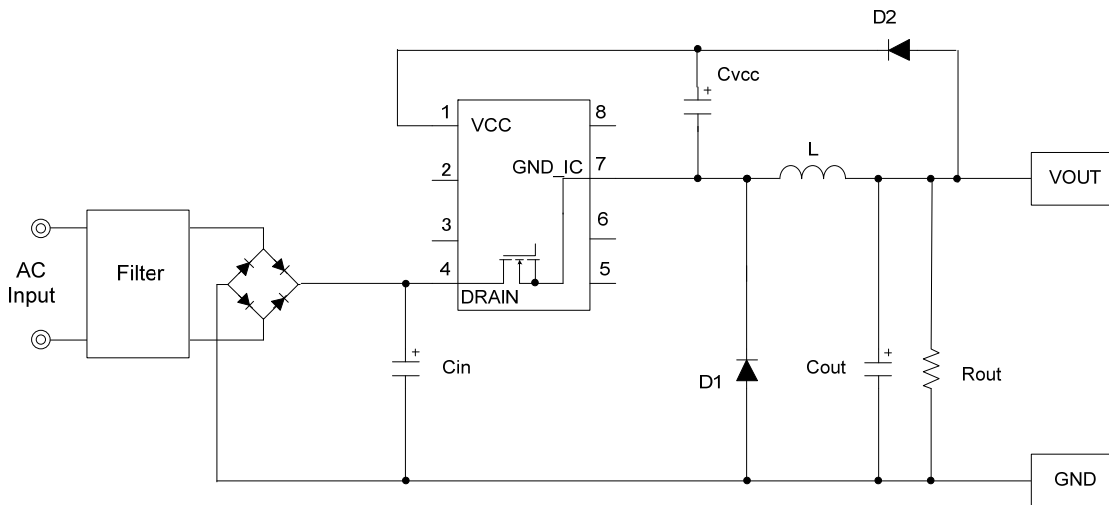 D2
Cvcc
+
1
VCC
8
GND_IC
7
L
VOUT
2
3
6
AC
Input
Filter
4
5
DRAIN
+
Cin
D1
Cout
+
Rout
GND